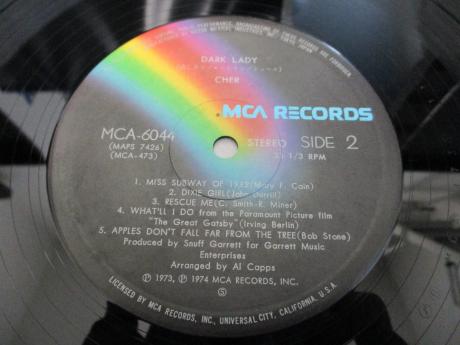 DARK LADY
CHER
MCA RECORDS
MCA-6044
(MAPS 7426)
(MCA-473)
STEREO SIDE 2
33 1/3 RPM
1. MISS SUBWAY OF 1952(Mary F. Cain)
2. DIXIE GIRL(John Durrill)
3. RESCUE ME(C. Smith-R. Miner)
4. WHAT'LL I DO from the Paramount Picture film
"The Great Gatsby"(Irving Berlin)
5. APPLES DON'T FALL FAR FROM THE TREE(Bob Stone)
Produced by Snuff Garrett for Garrett Music
Enterprises
Arranged by Al Capps
Ⓟ 1973, Ⓟ 1974 MCA RECORDS, INC.
Ⓢ
MFD. BY MCA RECORDS, INC., UNIVERSAL CITY, CALIFORNIA, U.S.A.